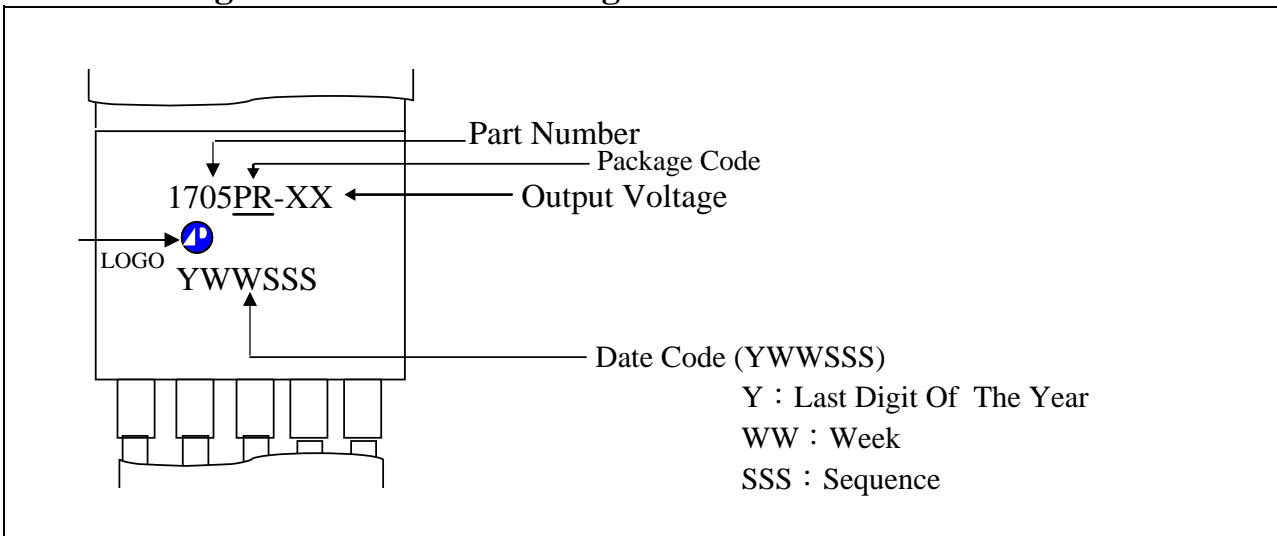 Part Number
Package Code
1705PR-XX
Output Voltage
LOGO
YWWSSS
Date Code (YWWSSS)
Y：Last Digit Of The Year
WW：Week
SSS：Sequence